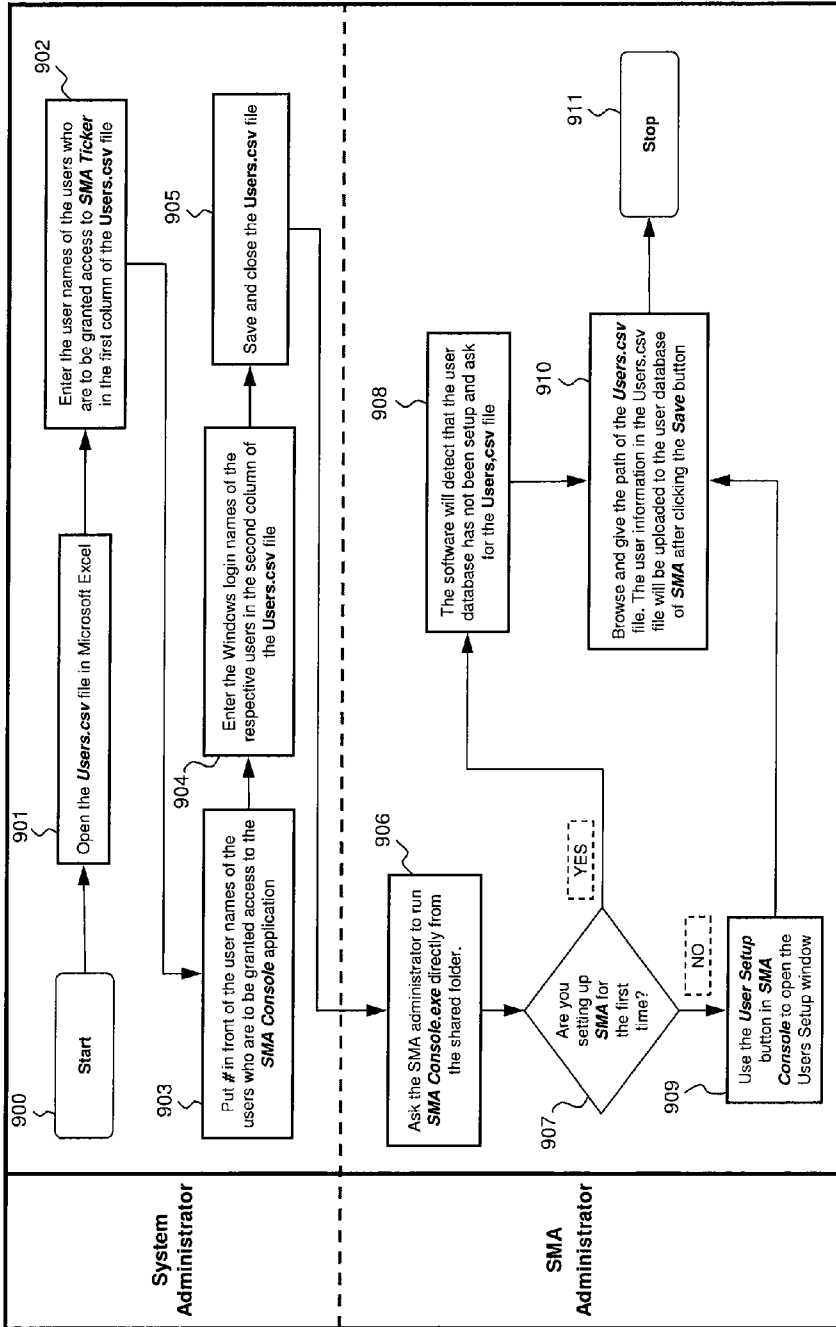 System
Administrator
900
Start
901
Open the Users.csv file in Microsoft Excel
902
Enter the user names of the users who
are to be granted access to SMA Ticker
in the first column of the Users.csv file
903
Put # in front of the user names of the
users who are to be granted access to the
SMA Console application
904
Enter the Windows login names of the
respective users in the second column of
the Users.csv file
905
Save and close the Users.csv file
SMA
Administrator
906
Ask the SMA administrator to run
SMA Console.exe directly from
the shared folder.
907
Are you
setting up
SMA for
the first
time?
YES
NO
908
The software will detect that the user
database has not been setup and ask
for the Users,csv file
909
Use the User Setup
button in SMA
Console to open the
Users Setup window
910
Browse and give the path of the Users.csv
file. The user information in the Users.csv
file will be uploaded to the user database
of SMA after clicking the Save button
911
Stop